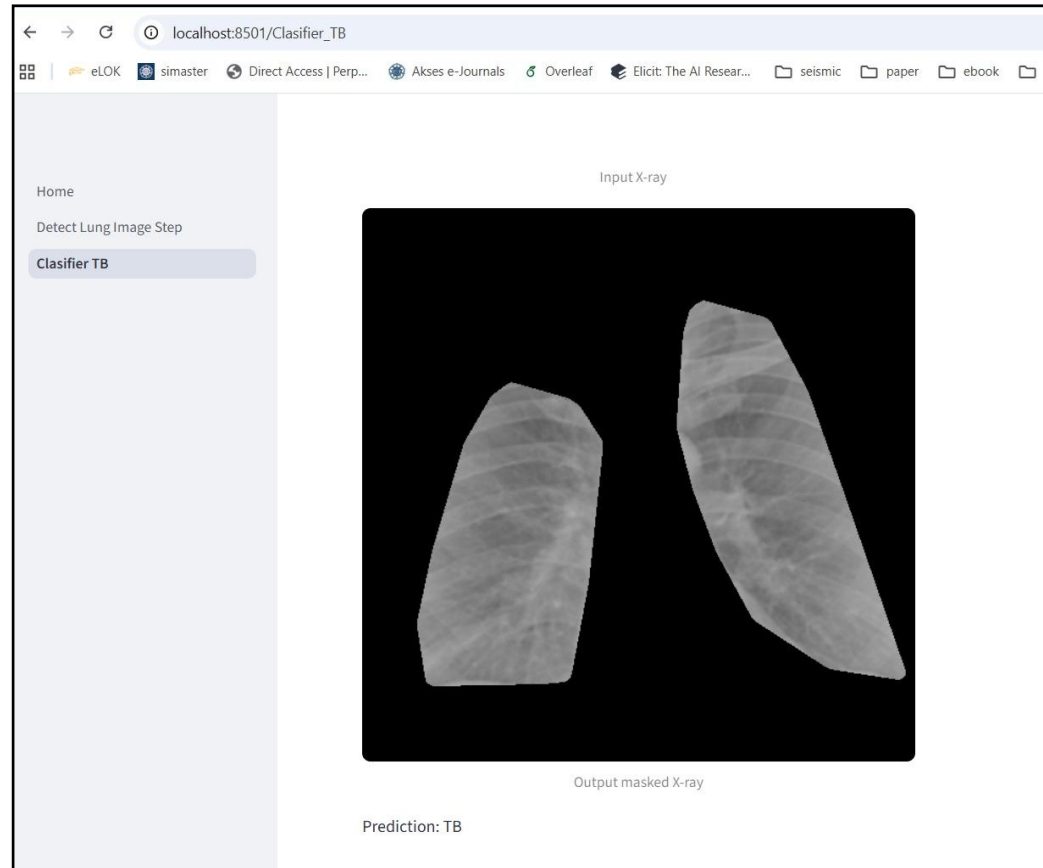 localhost:8501/Clasifier_TB
eLOK simaster Direct Access | Perp... Akses e-Journals Overleaf Elicit: The AI Resear... seismic paper ebook
Home
Detect Lung Image Step
Clasifier TB
Input X-ray
Output masked X-ray
Prediction: TB